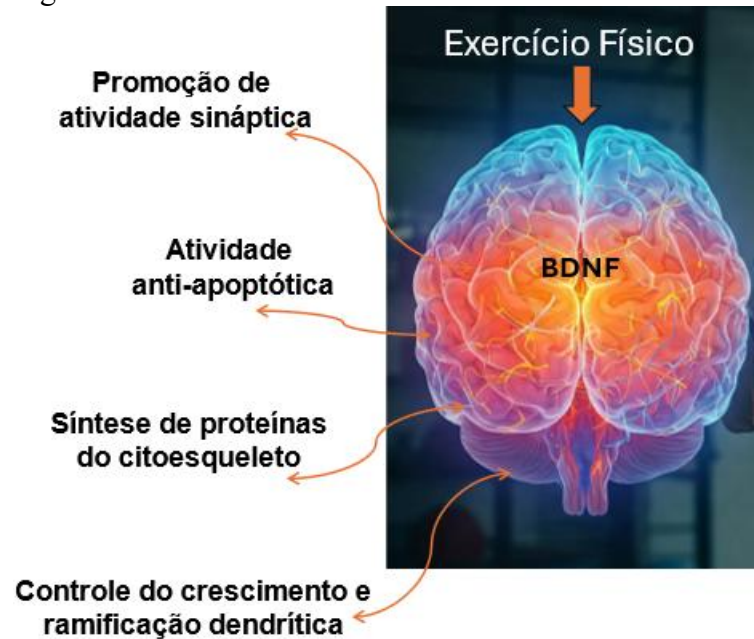 Exercício Físico
Promoção de
atividade sináptica
Atividade
anti-apoptótica
BDNF
Síntese de proteínas
do citoesqueleto
Controle do crescimento e
ramificação dendrítica